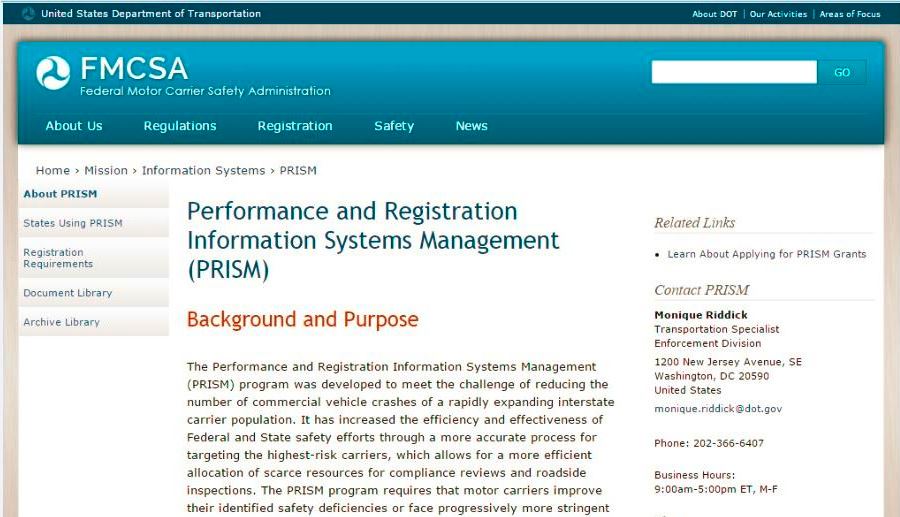 United States Department of Transportation
About DOT | Our Activities | Areas of Focus
FMCSA
Federal Motor Carrier Safety Administration
GO
About Us Regulations Registration Safety News
Home › Mission › Information Systems › PRISM
About PRISM
States Using PRISM
Registration
Requirements
Document Library
Archive Library
Performance and Registration
Information Systems Management
(PRISM)
Background and Purpose
The Performance and Registration Information Systems Management
(PRISM) program was developed to meet the challenge of reducing the
number of commercial vehicle crashes of a rapidly expanding interstate
carrier population. It has increased the efficiency and effectiveness of
Federal and State safety efforts through a more accurate process for
targeting the highest-risk carriers, which allows for a more efficient
allocation of scarce resources for compliance reviews and roadside
inspections. The PRISM program requires that motor carriers improve
their identified safety deficiencies or face progressively more stringent
Related Links
• Learn About Applying for PRISM Grants
Contact PRISM
Monique Riddick
Transportation Specialist
Enforcement Division
1200 New Jersey Avenue, SE
Washington, DC 20590
United States
monique.riddick@dot.gov
Phone: 202-366-6407
Business Hours:
9:00am-5:00pm ET, M-F